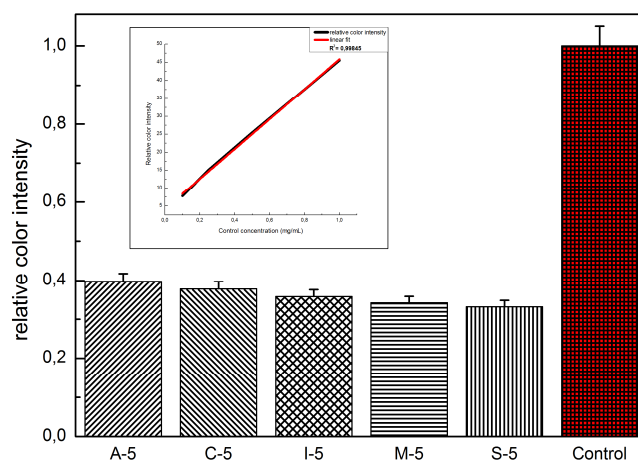 relative color intensity
1,0
0,8
0,6
0,4
0,2
0,0
A-5 C-5 I-5 M-5 S-5 Control
relative color intensity
linear fit
R²= 0,99845
Relative color intensity
50
45
40
35
30
25
20
15
10
5
0,0 0,2 0,4 0,6 0,8 1,0
Control concentration (mg/mL)